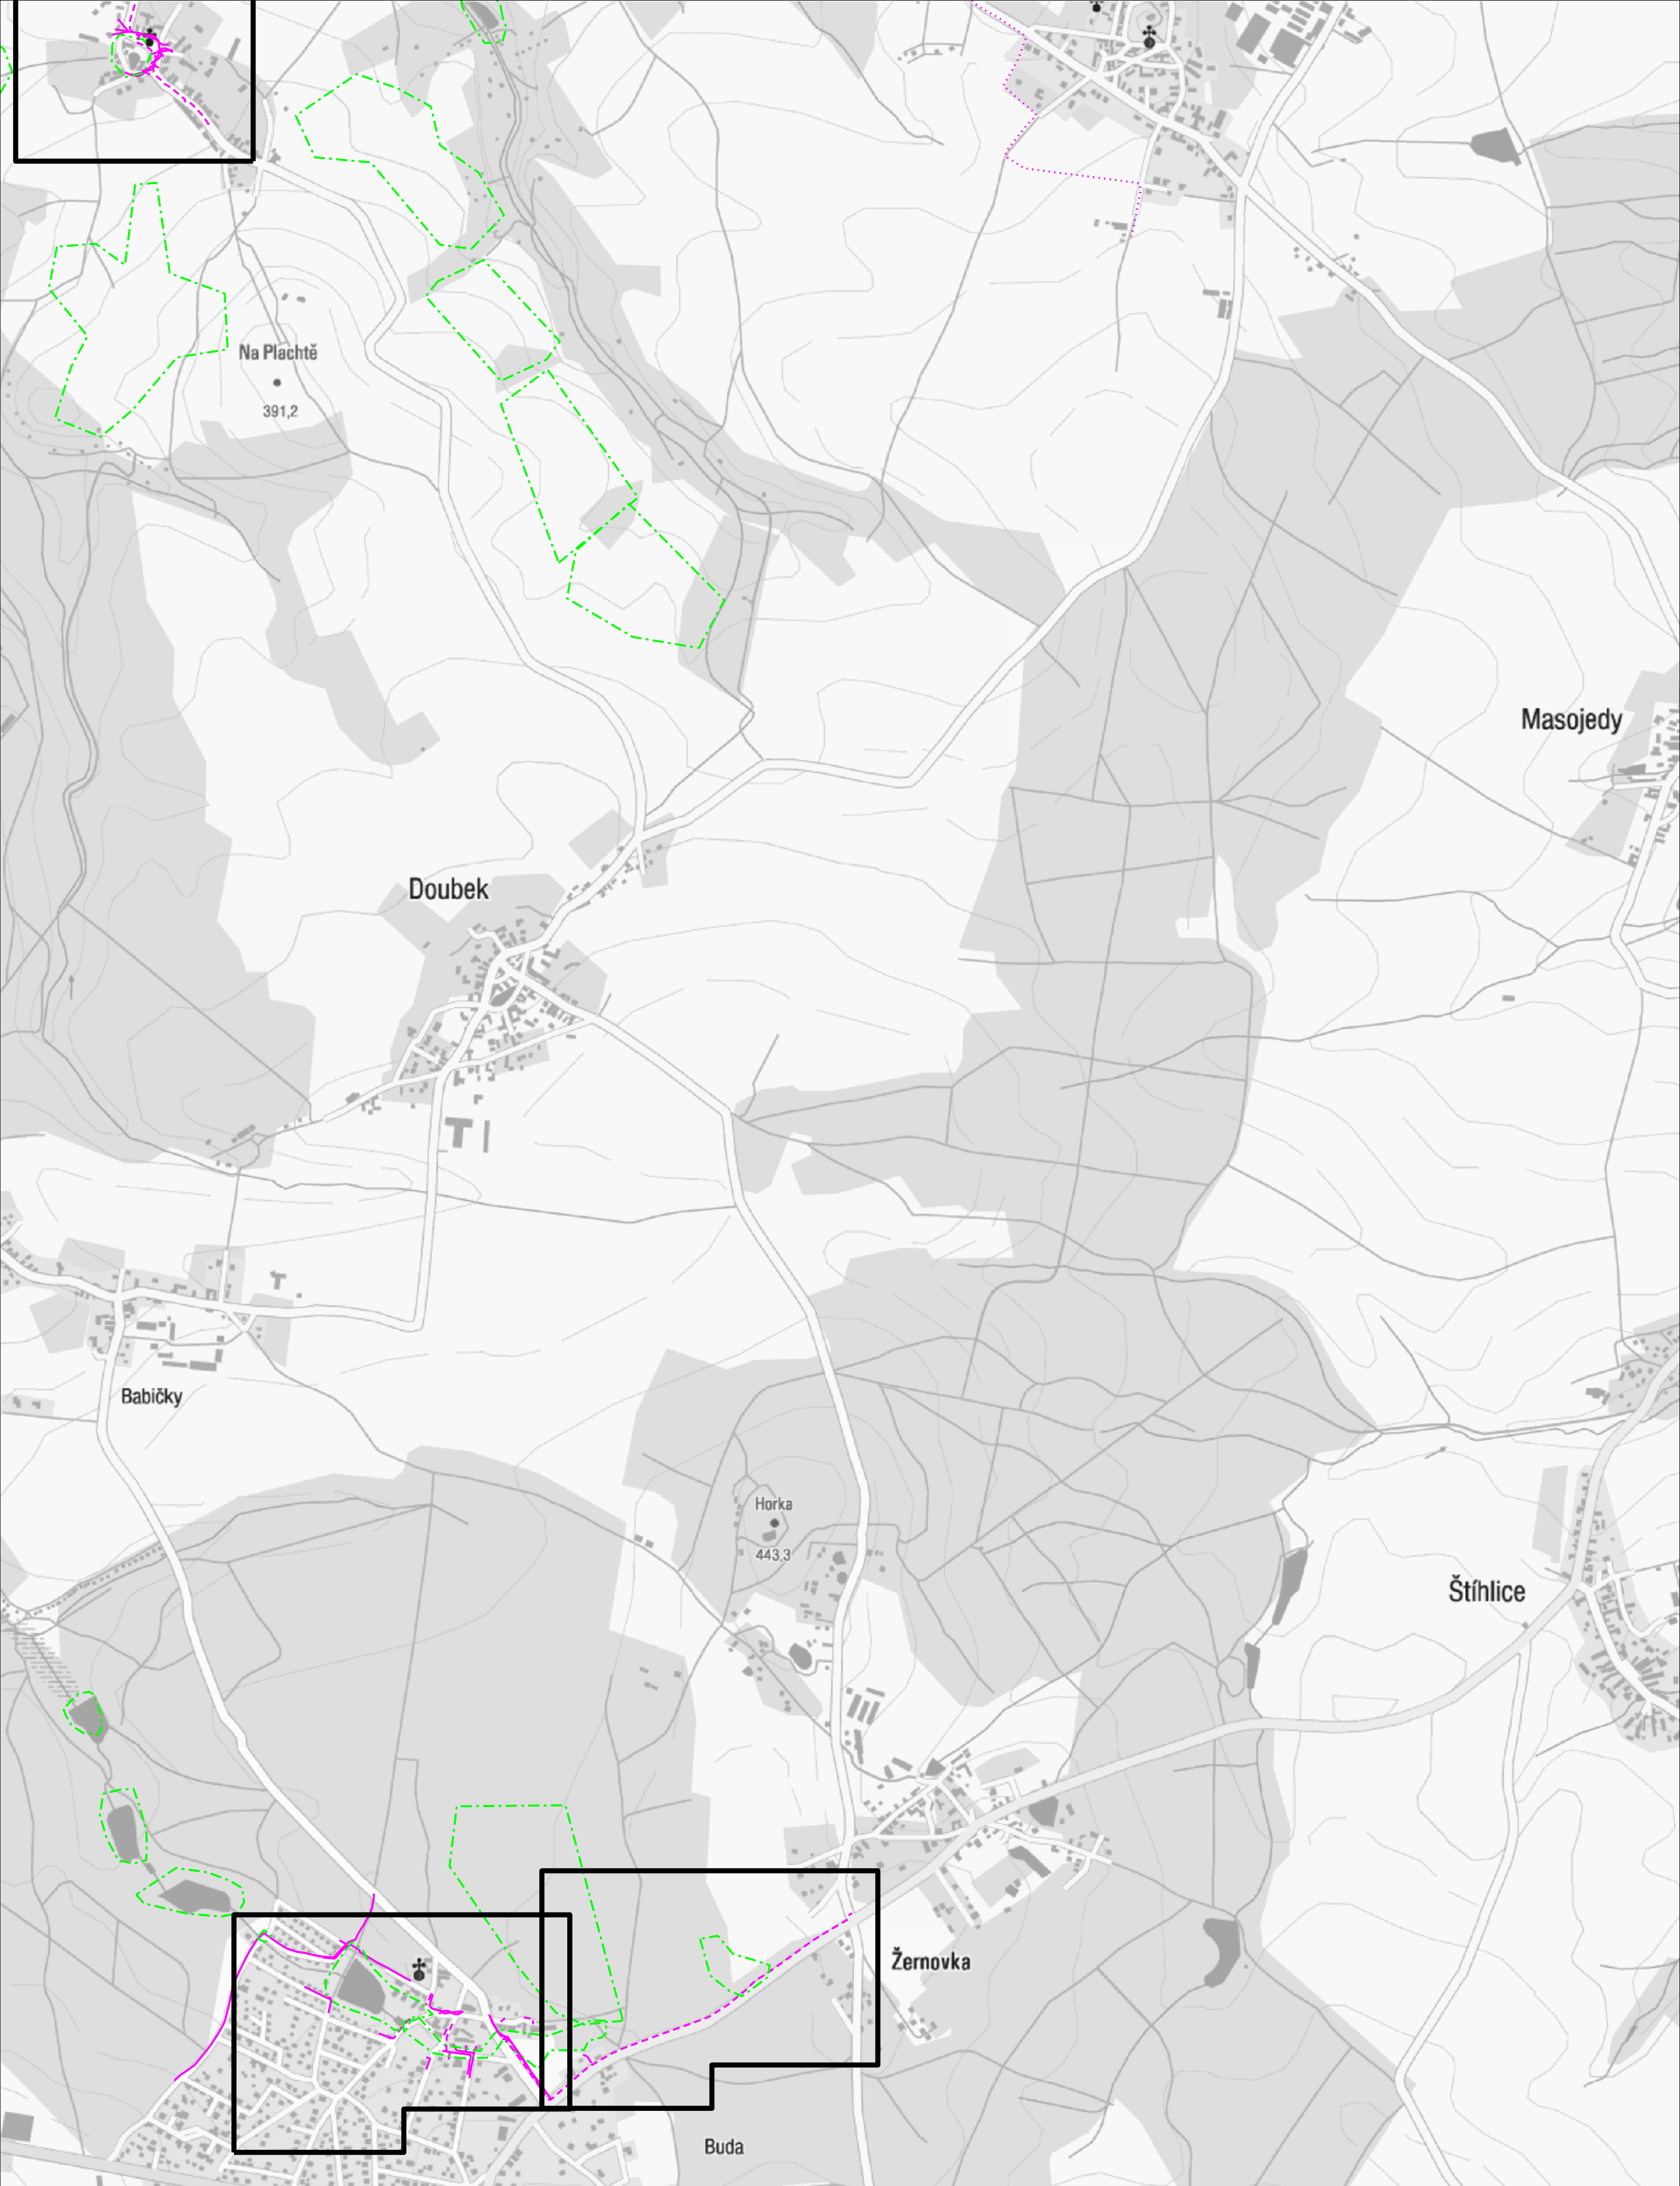 Na Plachtě
391,2
Masojedy
Doubek
Babičky
Horka
443,3
Štíhlice
Žernovka
Buda